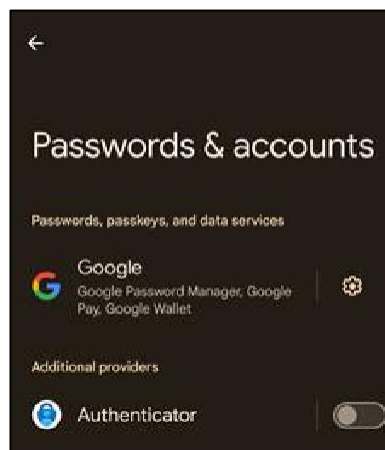 Passwords & accounts
Passwords, passkeys, and data services
Google
Google Password Manager, Google
Pay, Google Wallet
Additional providers
Authenticator